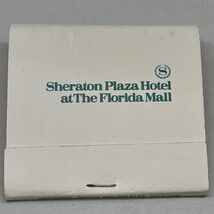 S
Sheraton Plaza Hotel
at The Florida Mall